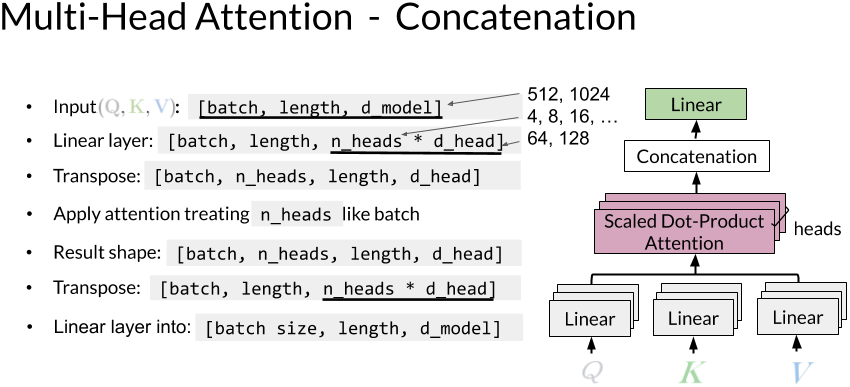 Multi-Head Attention - Concatenation
• Input(Q, K, V): [batch, length, d_model]
• Linear layer: [batch, length, n_heads * d_head]
• Transpose: [batch, n_heads, length, d_head]
• Apply attention treating n_heads like batch
• Result shape: [batch, n_heads, length, d_head]
• Transpose: [batch, length, n_heads * d_head]
• Linear layer into: [batch size, length, d_model]
512, 1024
4, 8, 16, ...
64, 128
Linear
Concatenation
Scaled Dot-Product
Attention
heads
Linear Linear Linear
Q K V